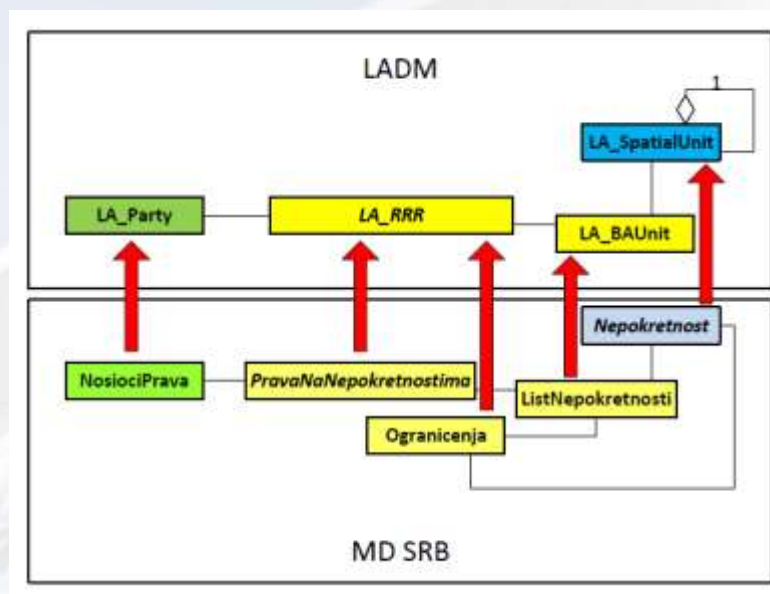 LADM
1
LA_SpatialUnit
LA_Party
LA_RRR
LA_BAUnit
Nepokretnost
NosiociPrava
PravaNaNepokretnostima
ListNepokretnosti
Ogranicenja
MD SRB